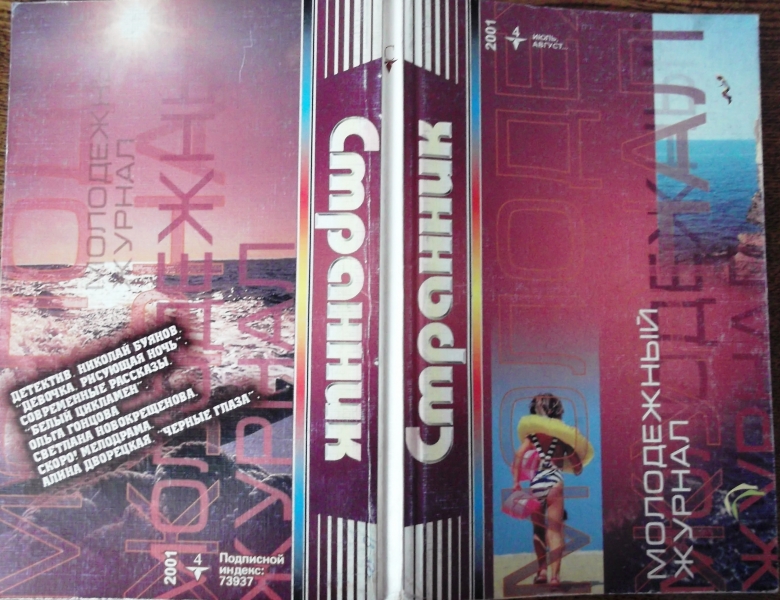 МОЛОДЕЖНЫЙ
ЖУРНАЛ
ДЕТЕКТИВ. НИКОЛАЙ БУЯНОВ.
"ДЕВОЧКА, РИСУЮЩАЯ НОЧЬ".
СОВРЕМЕННЫЕ РАССКАЗЫ.
"БЕЛЫЙ ЦИКЛАМЕН".
ОЛЬГА ГОНЦОВА
СВЕТЛАНА НОВОКРЕЩЕНОВА.
СКОРО! МЕЛОДРАМА.
АЛИНА ДВОРЕЦКАЯ. "ЧЕРНЫЕ ГЛАЗА".
2001
4
Подписной
индекс:
73937
Странник
Странник
2001
4
ИЮЛЬ,
АВГУСТ...
МОЛОДЕЖНЫЙ
ЖУРНАЛ